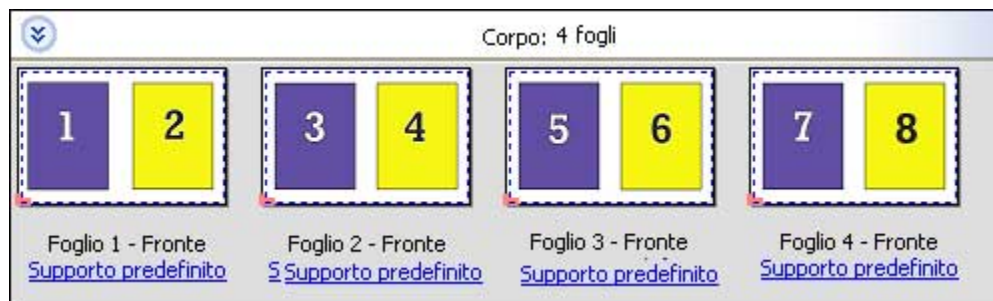 Corpo: 4 fogli
1 2 3 4 5 6 7 8
Foglio 1 - Fronte Foglio 2 - Fronte Foglio 3 - Fronte Foglio 4 - Fronte
Supporto predefinito S Supporto predefinito Supporto predefinito Supporto predefinito